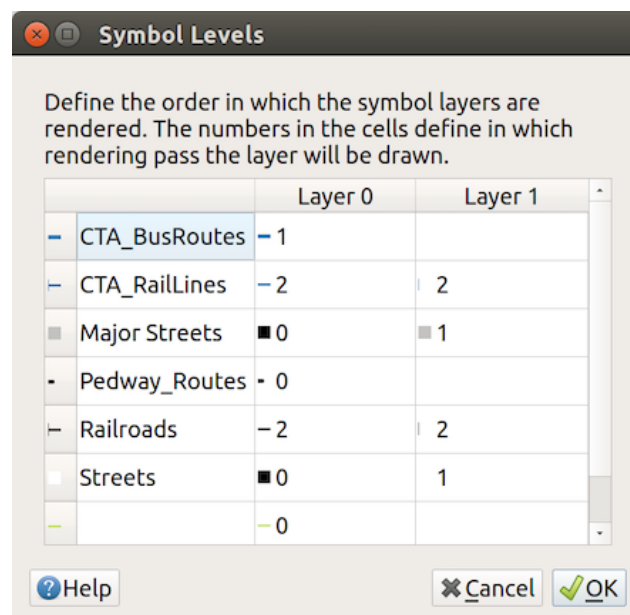 Symbol Levels
Define the order in which the symbol layers are
rendered. The numbers in the cells define in which
rendering pass the layer will be drawn.
Layer 0 Layer 1
CTA_BusRoutes 1
CTA_RailLines 2 2
Major Streets 0 1
Pedway_Routes 0
Railroads 2 2
Streets 0 1
0
Help Cancel OK